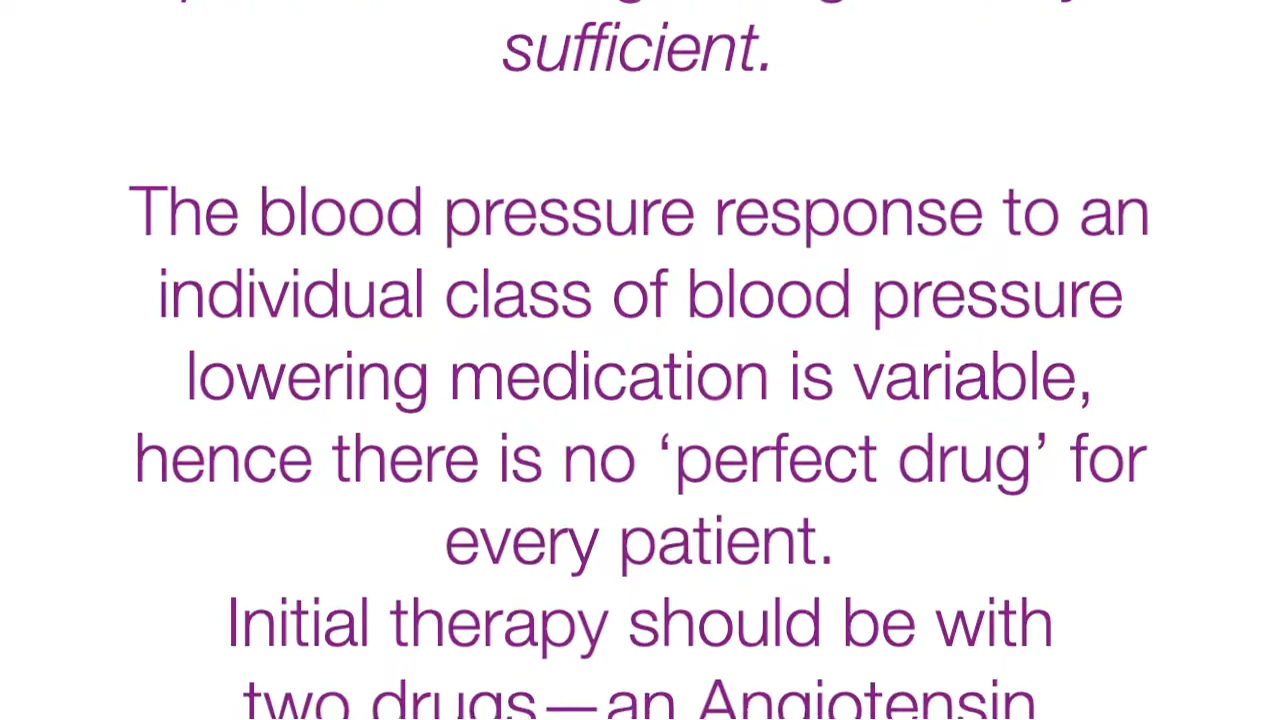 sufficient.
The blood pressure response to an
individual class of blood pressure
lowering medication is variable,
hence there is no ‘perfect drug’ for
every patient.
Initial therapy should be with
two drugs—an Angiotensin